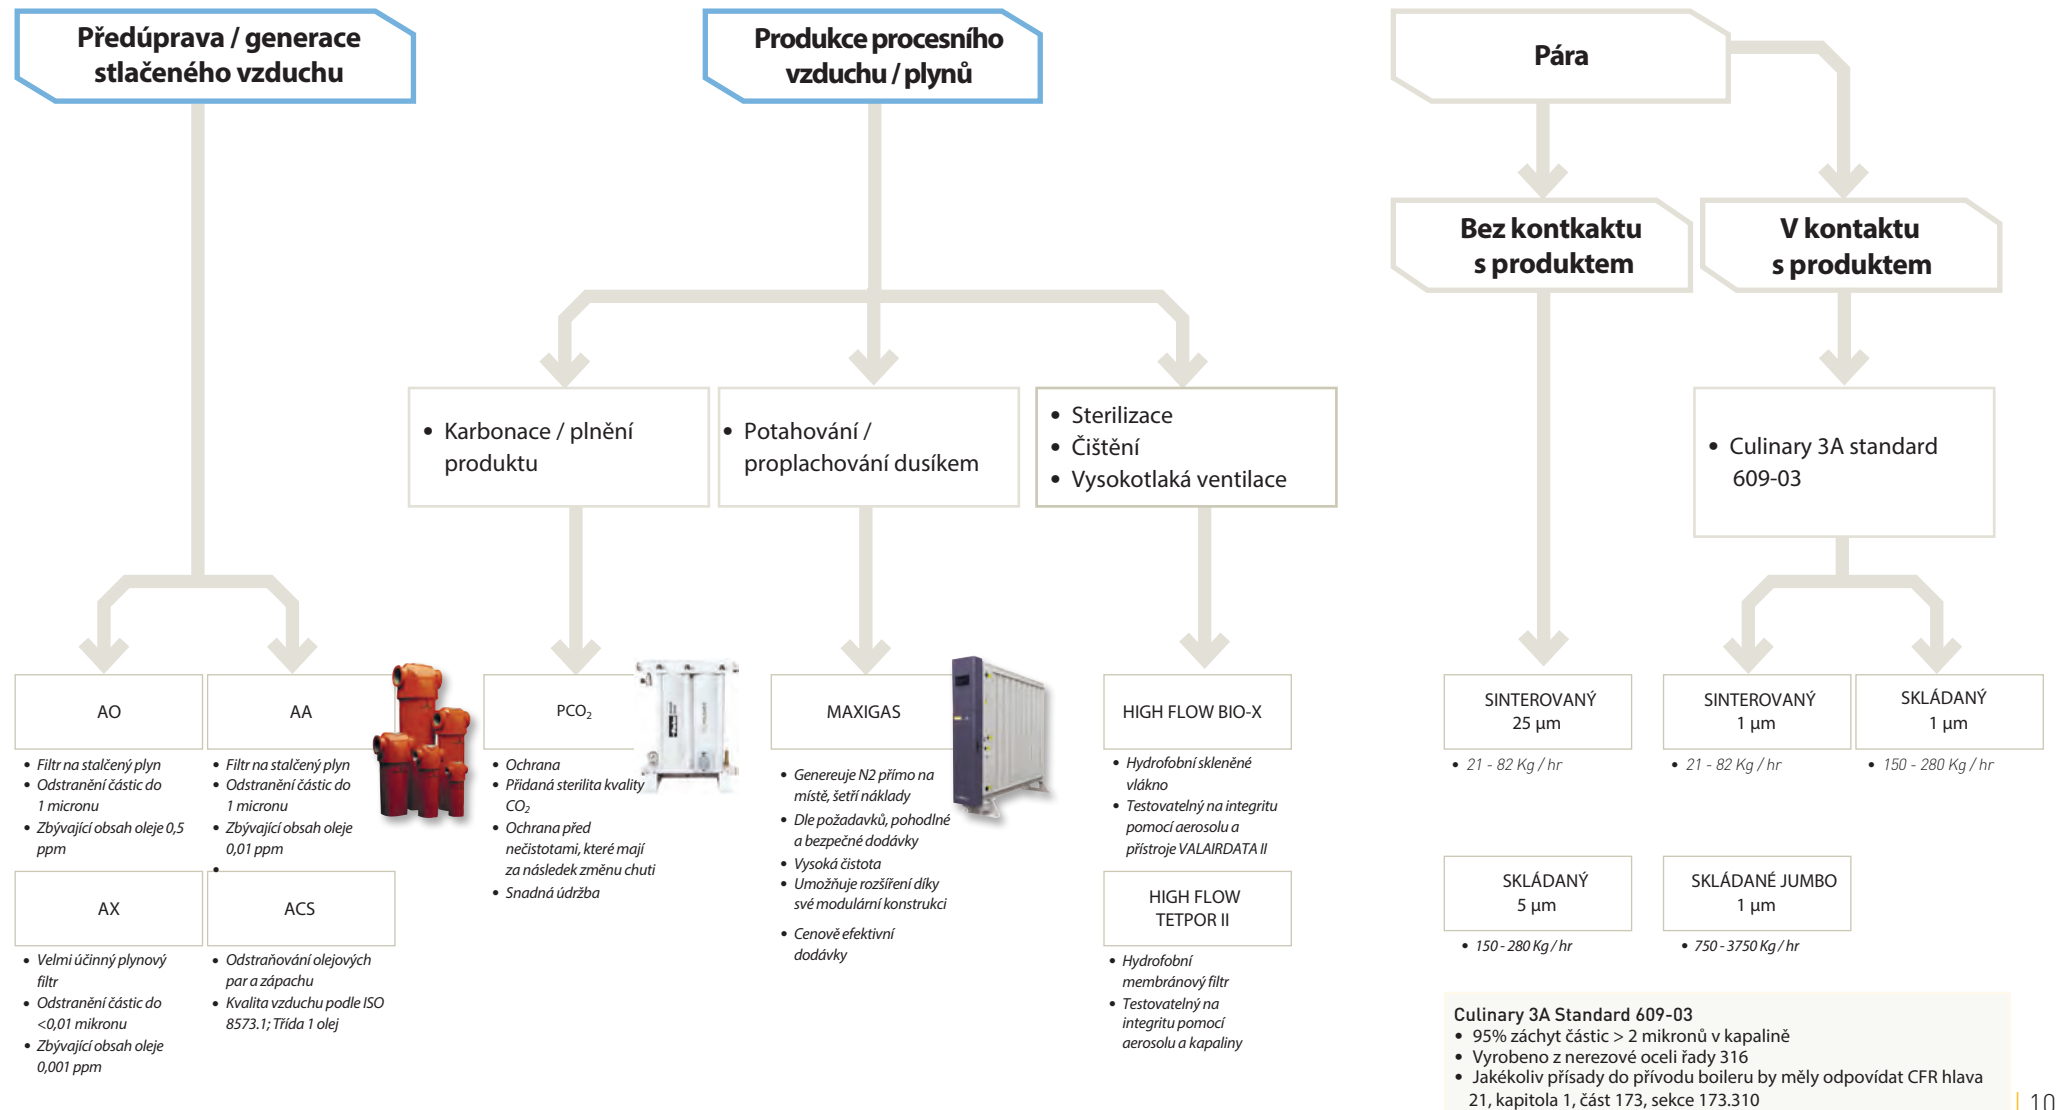 Předúprava / generace
stlačeného vzduchu
Produkce procesního
vzduchu / plynů
Pára
Bez kontkaktu
s produktem
V kontaktu
s produktem
• Karbonace / plnění
produktu
• Potahování /
proplachování dusíkem
• Sterilizace
• Čištění
• Vysokotlaká ventilace
• Culinary 3A standard
609-03
AO
• Filtr na stalčený plyn
• Odstranění částic do
1 micronu
• Zbývající obsah oleje 0,5
ppm
AA
• Filtr na stalčený plyn
• Odstranění částic do
1 micronu
• Zbývající obsah oleje
0,01 ppm
•
AX
• Velmi účinný plynový
filtr
• Odstranění částic do
<0,01 mikronu
• Zbývající obsah oleje
0,001 ppm
ACS
• Odstraňování olejových
par a zápachu
• Kvalita vzduchu podle ISO
8573.1; Třída 1 olej
PCO₂
• Ochrana
• Přidaná sterilita kvality
CO₂
• Ochrana před
nečistotami, které mají
za následek změnu chuti
• Snadná údržba
MAXIGAS
• Genereuje N2 přímo na
místě, šetří náklady
• Dle požadavků, pohodlné
a bezpečné dodávky
• Vysoká čistota
• Umožňuje rozšíření díky
své modulární konstrukci
• Cenově efektivní
dodávky
HIGH FLOW BIO-X
• Hydrofobní skleněné
vlákno
• Testovatelný na integritu
pomocí aerosolu a
přístroje VALAIRDATA II
HIGH FLOW
TETPOR II
• Hydrofobní
membránový filtr
• Testovatelný na
integritu pomocí
aerosolu a kapaliny
SINTEROVANÝ
25 µm
• 21 - 82 Kg / hr
SINTEROVANÝ
1 µm
• 21 - 82 Kg / hr
SKLÁDANÝ
1 µm
• 150 - 280 Kg / hr
SKLÁDANÝ
5 µm
• 150 - 280 Kg / hr
SKLÁDANÉ JUMBO
1 µm
• 750 - 3750 Kg / hr
Culinary 3A Standard 609-03
• 95% záchyt částic > 2 mikronů v kapalině
• Vyrobeno z nerezové oceli řady 316
• Jakékoliv přísady do přívodu boileru by měly odpovídat CFR hlava
21, kapitola 1, část 173, sekce 173.310